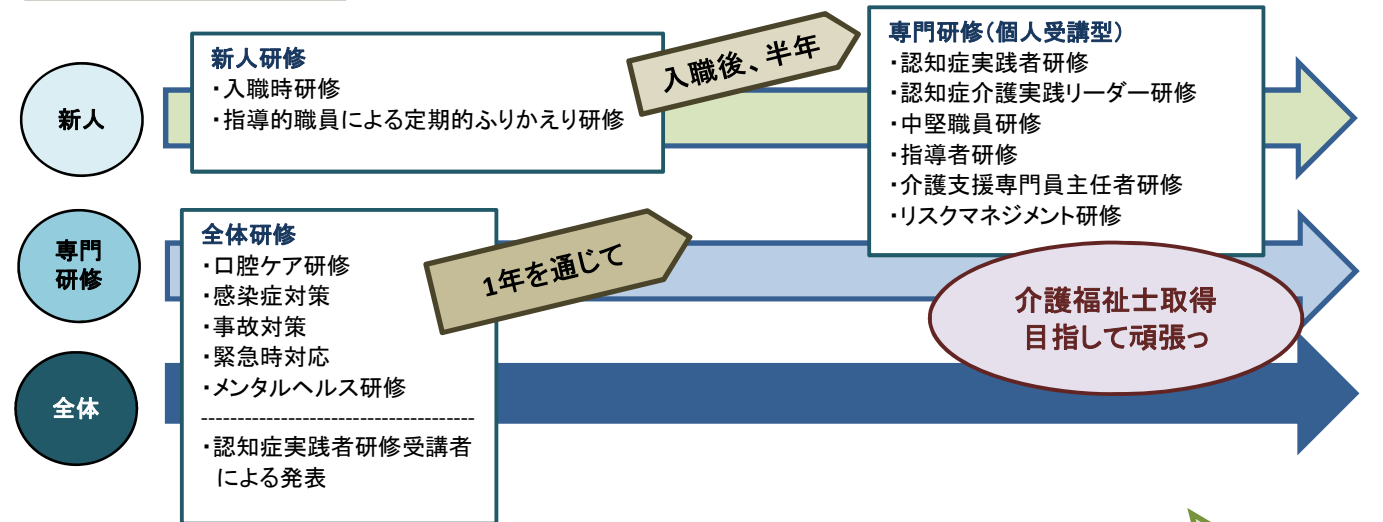 新人
新人研修
・入職時研修
・指導的職員による定期的ふりかえり研修
入職後、半年
専門研修(個人受講型)
・認知症実践者研修
・認知症介護実践リーダー研修
・中堅職員研修
・指導者研修
・介護支援専門員主任者研修
・リスクマネジメント研修
専門
研修
全体研修
・口腔ケア研修
・感染症対策
・事故対策
・緊急時対応
・メンタルヘルス研修
-------------------------------------
・認知症実践者研修受講者
による発表
1年を通じて
介護福祉士取得
目指して頑張っ
全体